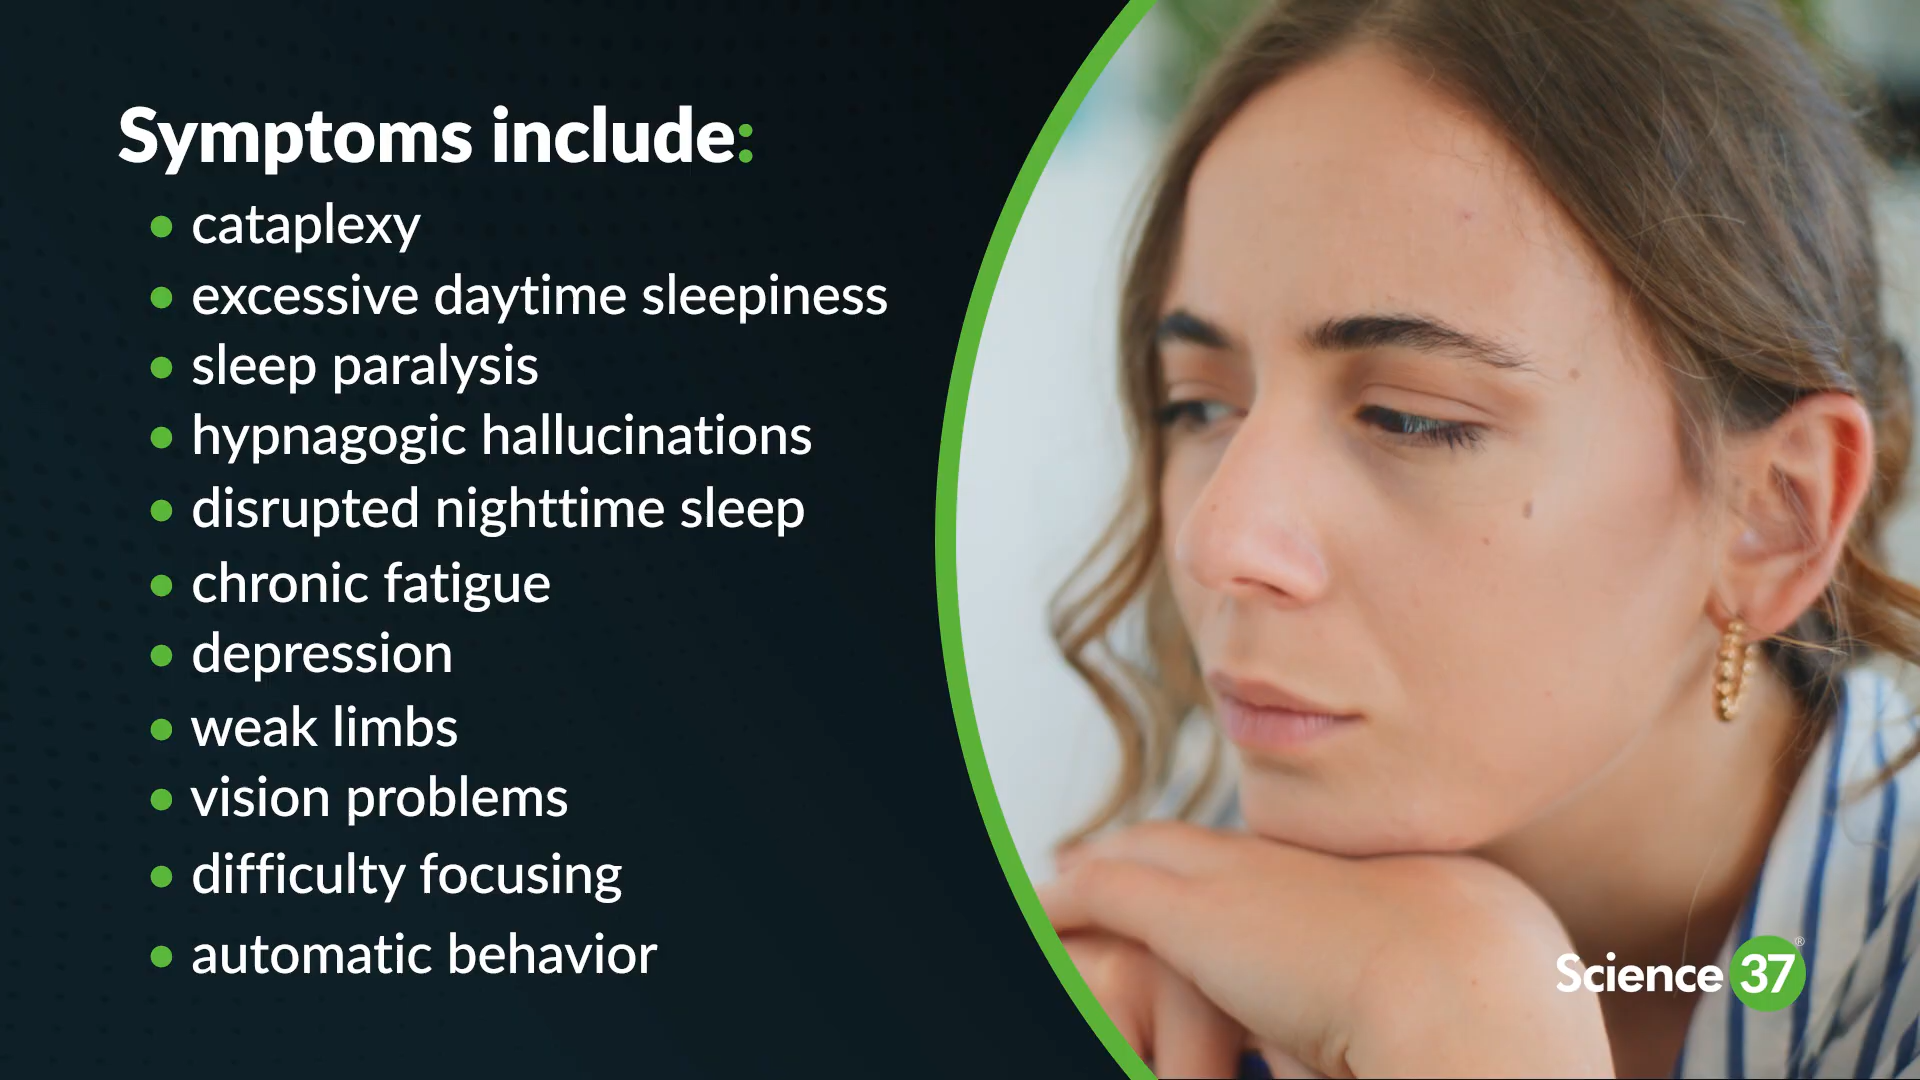 Symptoms include:
• cataplexy
• excessive daytime sleepiness
• sleep paralysis
• hypnagogic hallucinations
• disrupted nighttime sleep
• chronic fatigue
• depression
• weak limbs
• vision problems
• difficulty focusing
• automatic behavior
Science 37®